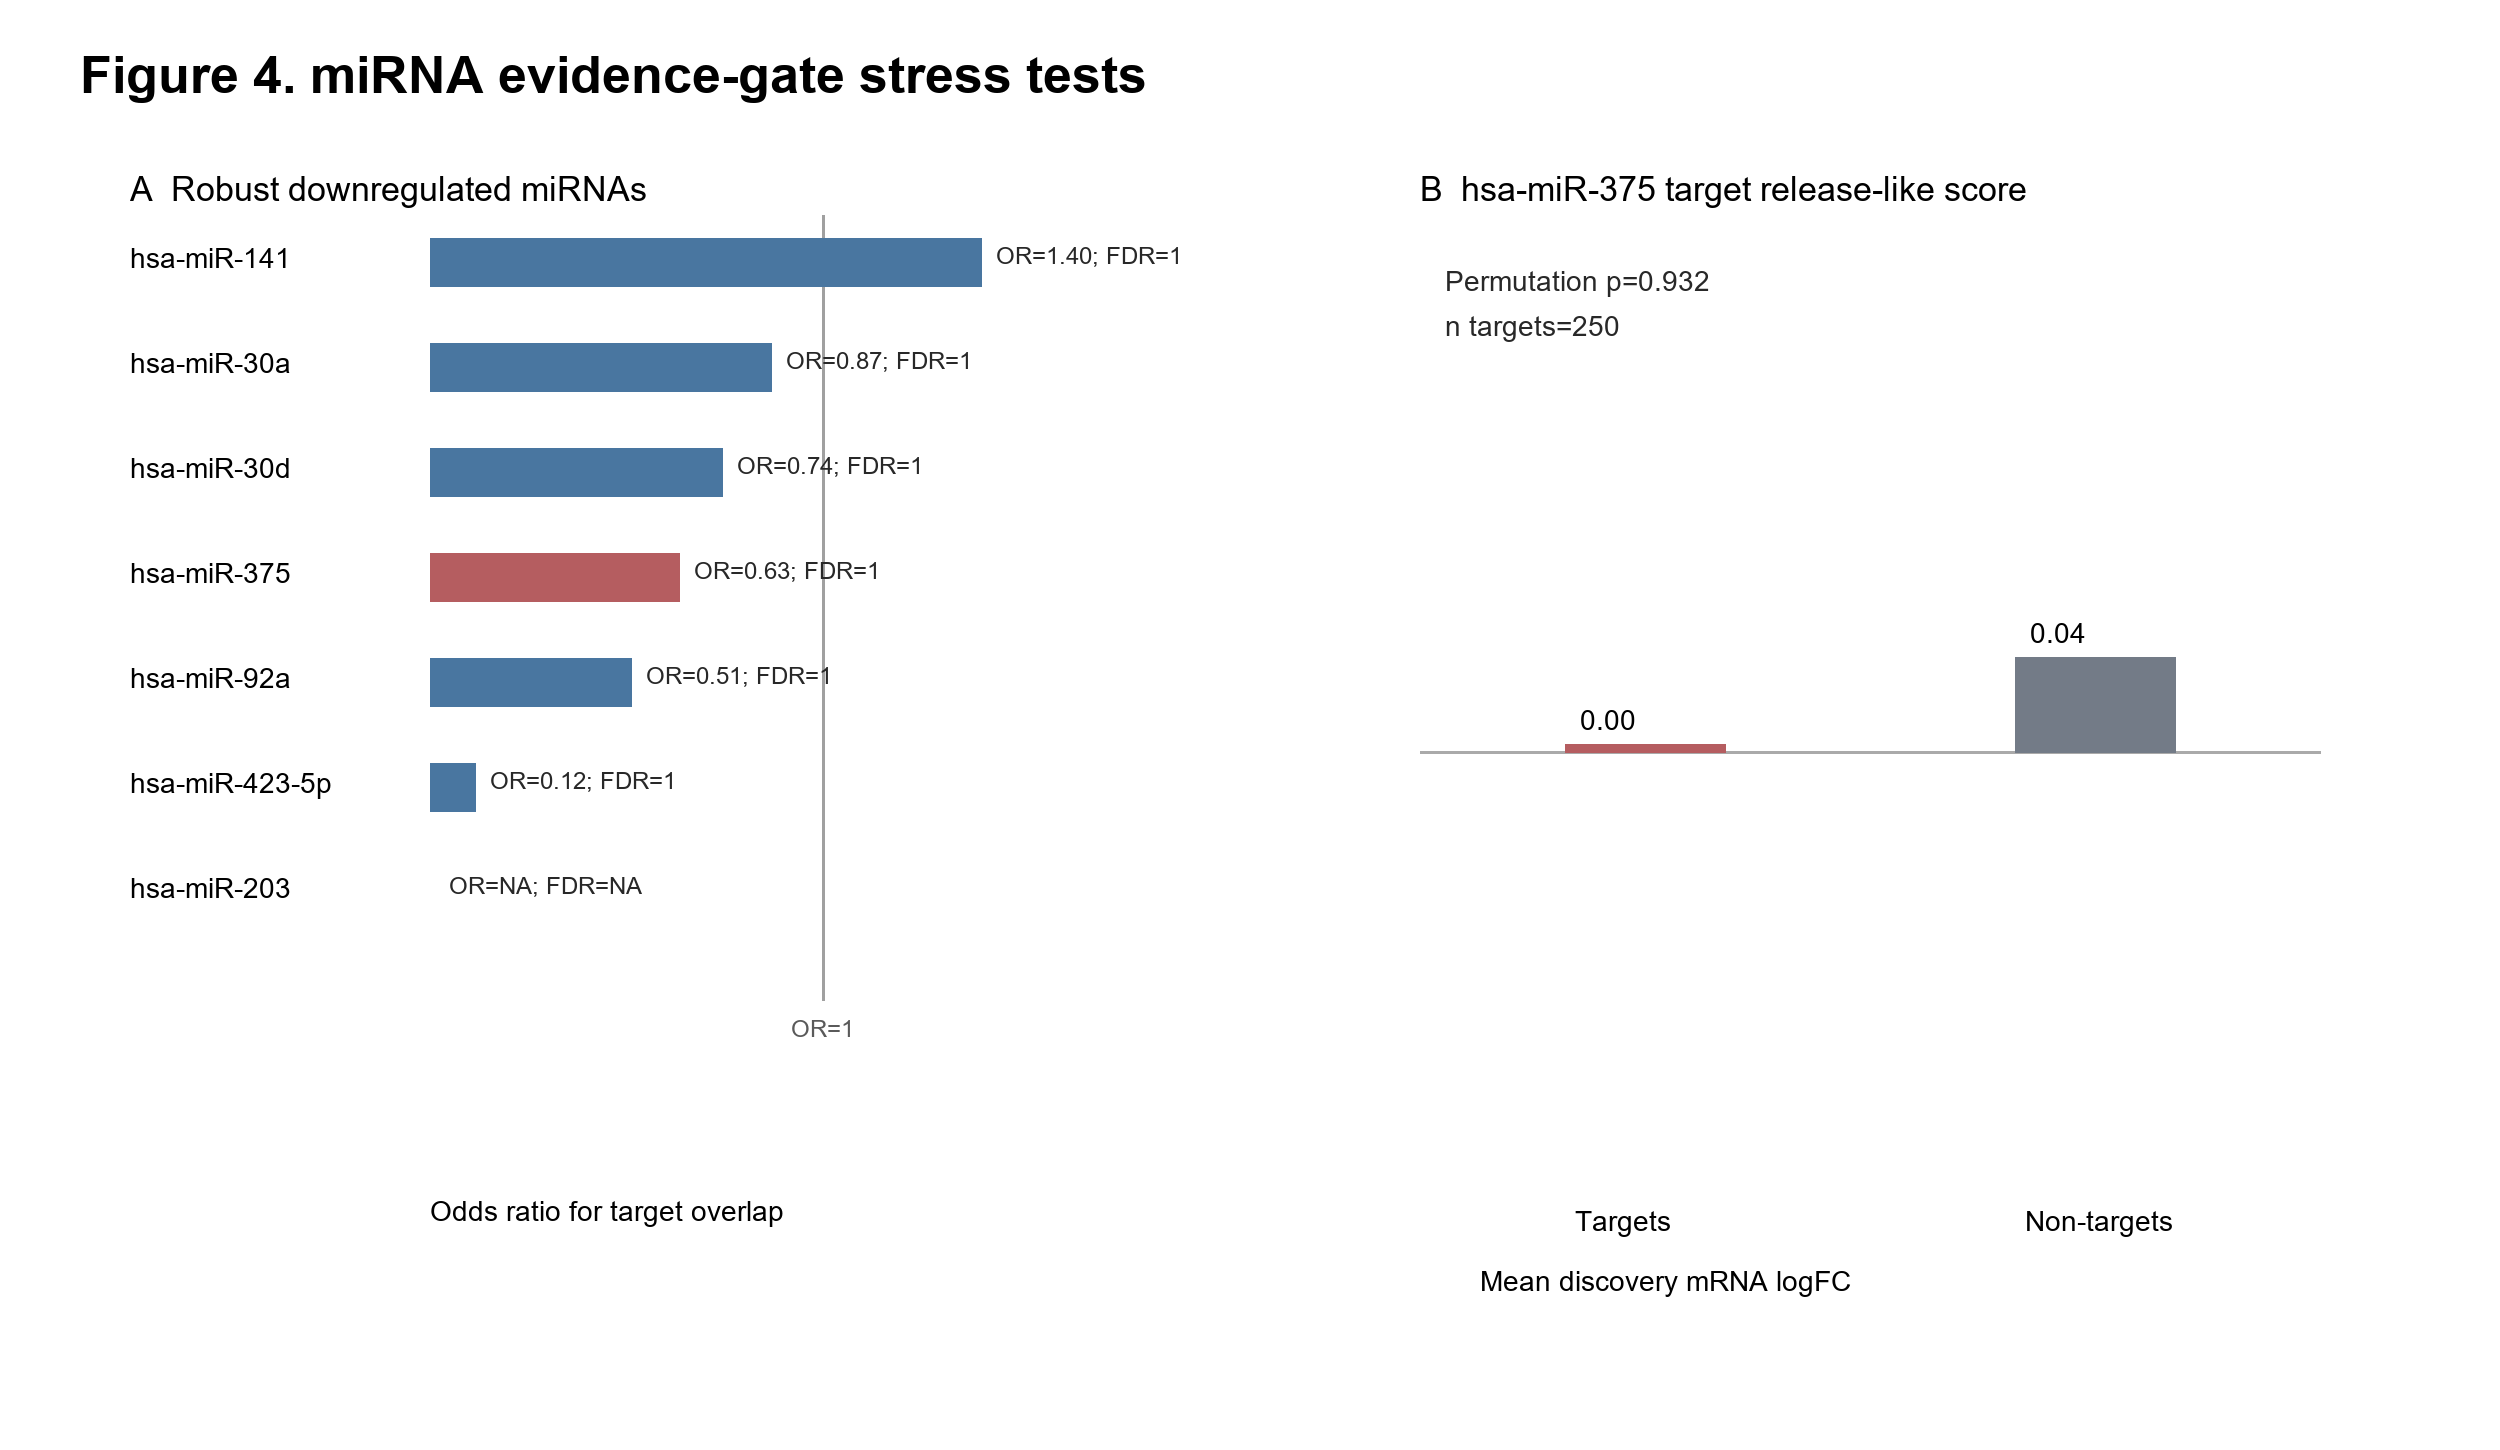 Figure 4. miRNA evidence-gate stress tests
A  Robust downregulated miRNAs
hsa-miR-141
OR=1.40; FDR=1
hsa-miR-30a
OR=0.87; FDR=1
hsa-miR-30d
OR=0.74; FDR=1
hsa-miR-375
OR=0.63; FDR=1
hsa-miR-92a
OR=0.51; FDR=1
hsa-miR-423-5p
OR=0.12; FDR=1
hsa-miR-203
OR=NA; FDR=NA
OR=1
Odds ratio for target overlap
B  hsa-miR-375 target release-like score
Permutation p=0.932
n targets=250
0.00
0.04
Targets
Non-targets
Mean discovery mRNA logFC